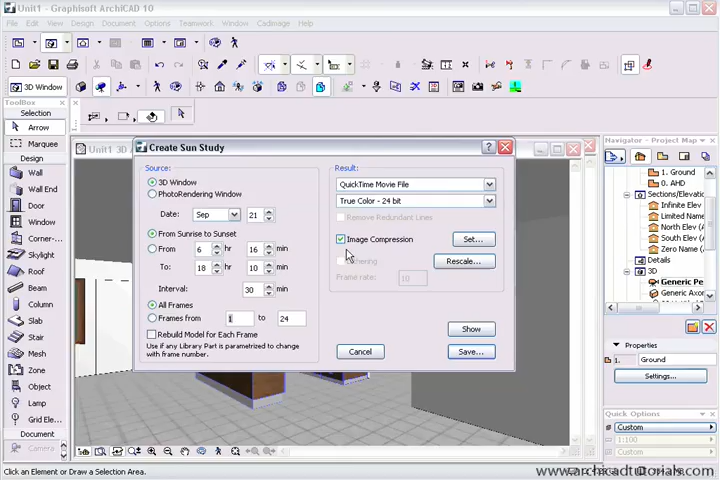 Unit1 - Graphisoft ArchiCAD 10
File Edit View Design Document Options Teamwork Window Cadimage Help
3D Window
ToolBox
Selection
Arrow
Marquee
Design
Wall
Wall End
Door
Window
Corner-...
Skylight
Roof
Beam
Column
Slab
Stair
Mesh
Zone
Object
Lamp
Grid Ele...
Document
Camera
Create Sun Study
Source:
3D Window
PhotoRendering Window
Date: Sep 21
From Sunrise to Sunset
From 6 hr 16 min
To: 18 hr 10 min
Interval: 30 min
All Frames
Frames from 1 to 24
Rebuild Model for Each Frame
Use if any Library Part is parametrized to change
with frame number.
Result:
QuickTime Movie File
True Color - 24 bit
Remove Redundant Lines
Image Compression Set...
Rescale...
Frame rate: 10
Show
Cancel Save...
Navigator - Project Map
1. Ground
0. AHD
Sections/Elevation
Infinite Elev
Limited Name
North Elev (
South Elev (
Zero Elev (A
Details
3D
Generic Pe
Generic Axon
Properties
1. Ground
Settings...
Quick Options
Custom
1:100
Custom
Click an Element or Draw a Selection Area.
www.archicadtutorials.com